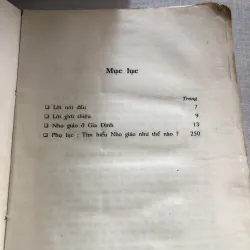 Mục lục
Trang
❑ Lời nói đầu 7
❑ Lời giới thiệu 9
❑ Nho giáo ở Gia Định 13
❑ Phụ lục : Tìm hiểu Nho giáo như thế nào ? 250